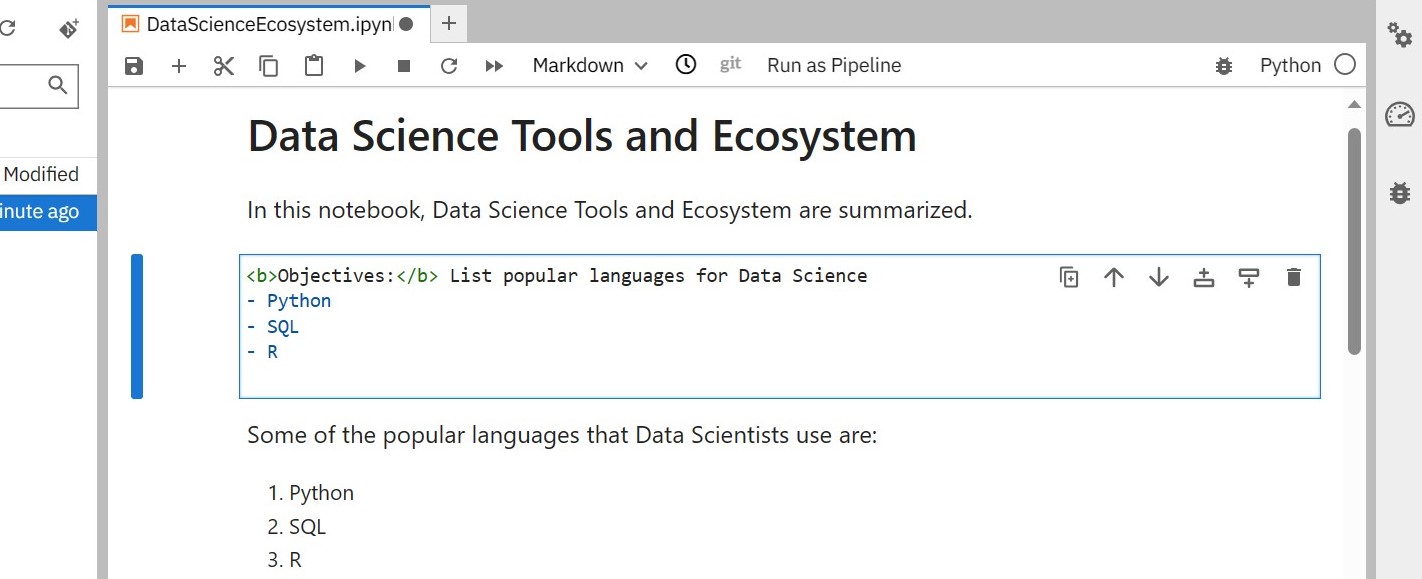 DataScienceEcosystem.ipyn
Markdown git Run as Pipeline Python
Modified
inute ago
Data Science Tools and Ecosystem
In this notebook, Data Science Tools and Ecosystem are summarized.
<b>Objectives:</b> List popular languages for Data Science
- Python
- SQL
- R
Some of the popular languages that Data Scientists use are:
1. Python
2. SQL
3. R